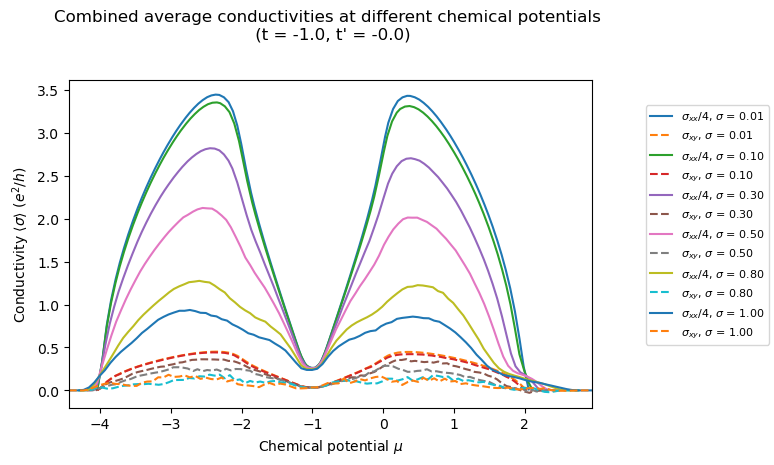 Combined average conductivities at different chemical potentials
(t = -1.0, t' = -0.0)
Conductivity ⟨σ⟩ (e²/h)
3.5
3.0
2.5
2.0
1.5
1.0
0.5
0.0
−4
−3
−2
−1
0
1
2
Chemical potential μ
σxx/4, σ = 0.01
σxy, σ = 0.01
σxx/4, σ = 0.10
σxy, σ = 0.10
σxx/4, σ = 0.30
σxy, σ = 0.30
σxx/4, σ = 0.50
σxy, σ = 0.50
σxx/4, σ = 0.80
σxy, σ = 0.80
σxx/4, σ = 1.00
σxy, σ = 1.00